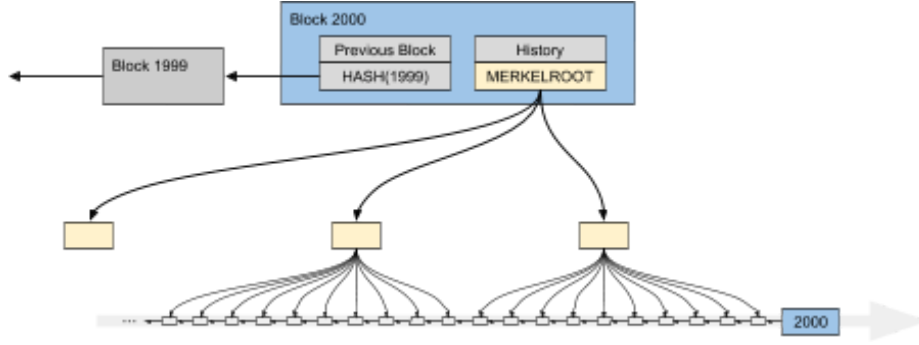 Block 2000
Previous Block
History
Block 1999
HASH(1999)
MERKELROOT
...
2000